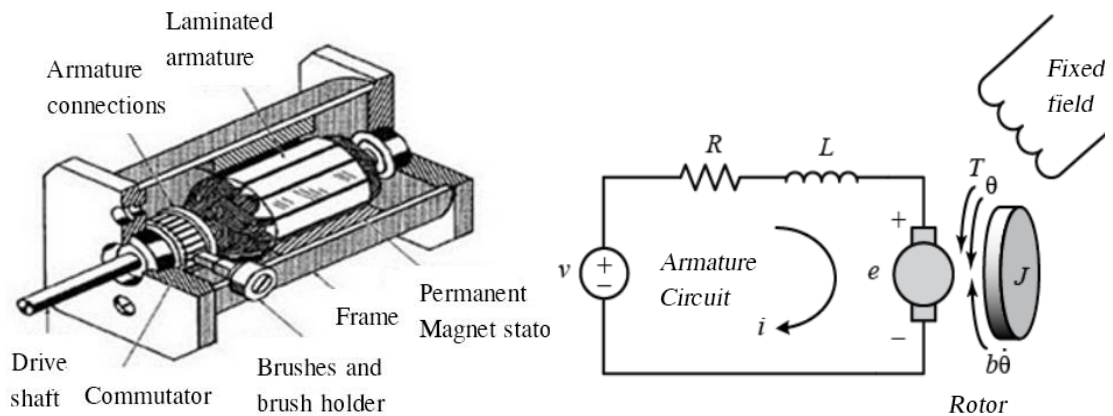 Laminated
armature
Armature
connections
Frame
Permanent
Magnet stato
Drive
shaft
Commutator
Brushes and
brush holder
Fixed
field
R
L
T
θ
+
v
+
−
Armature
Circuit
e
J
i
−
bθ̇
Rotor